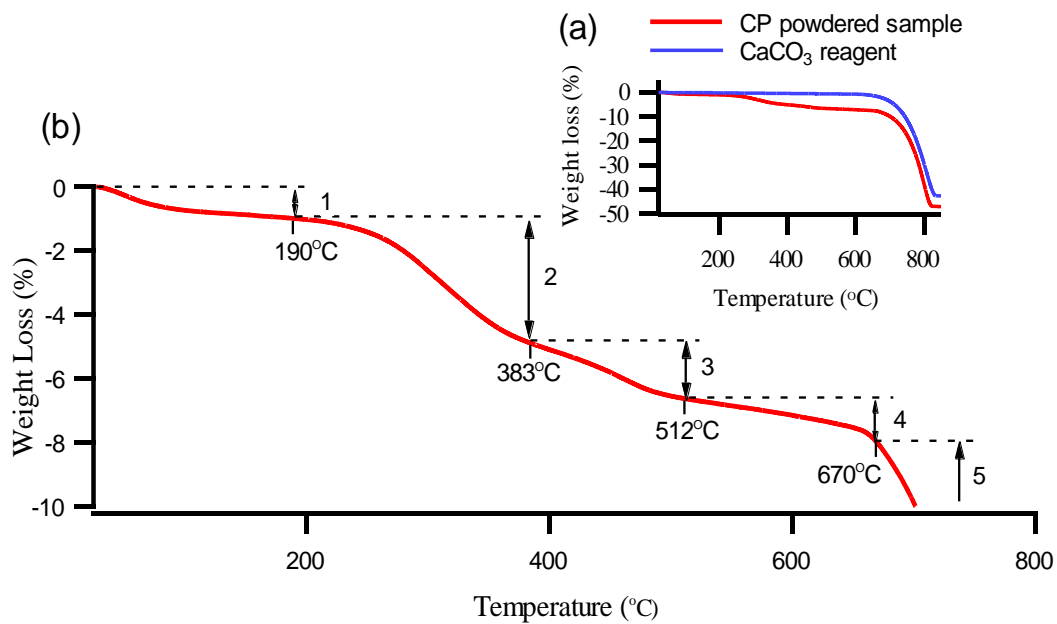 (a)
CP powdered sample
CaCO₃ reagent
Weight loss (%)
0
-10
-20
-30
-40
-50
200 400 600 800
Temperature (°C)
(b)
Weight Loss (%)
0
-2
-4
-6
-8
-10
1
190°C
2
383°C
3
512°C
4
670°C
5
200 400 600 800
Temperature (°C)